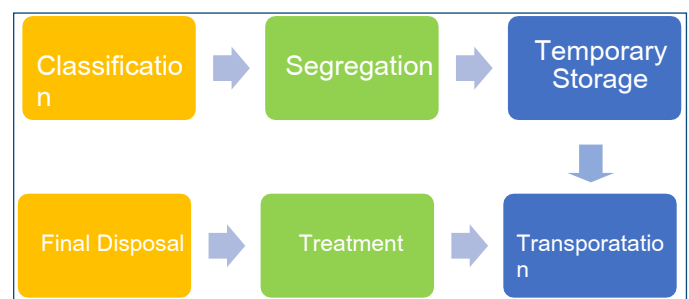 Classificatio
n
Segregation
Temporary
Storage
Final Disposal
Treatment
Transporatatio
n